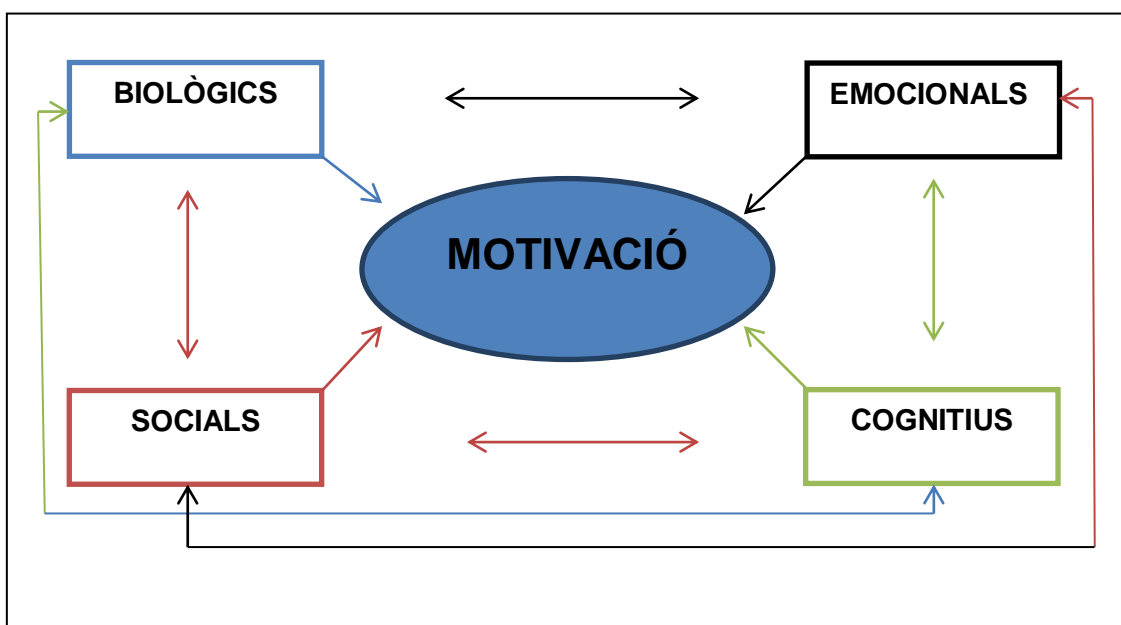 BIOLÒGICS
EMOCIONALS
MOTIVACIÓ
SOCIALS
COGNITIUS